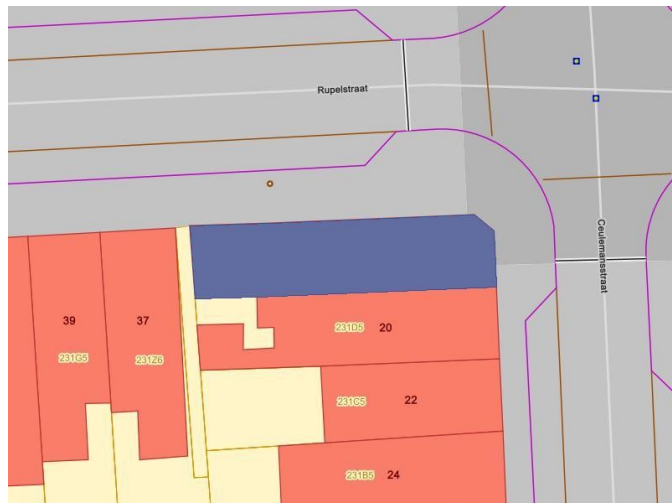 Rupelstraat
Ceulemansstraat
39
37
231G5
231Z6
231D5 20
231C5 22
231B5 24